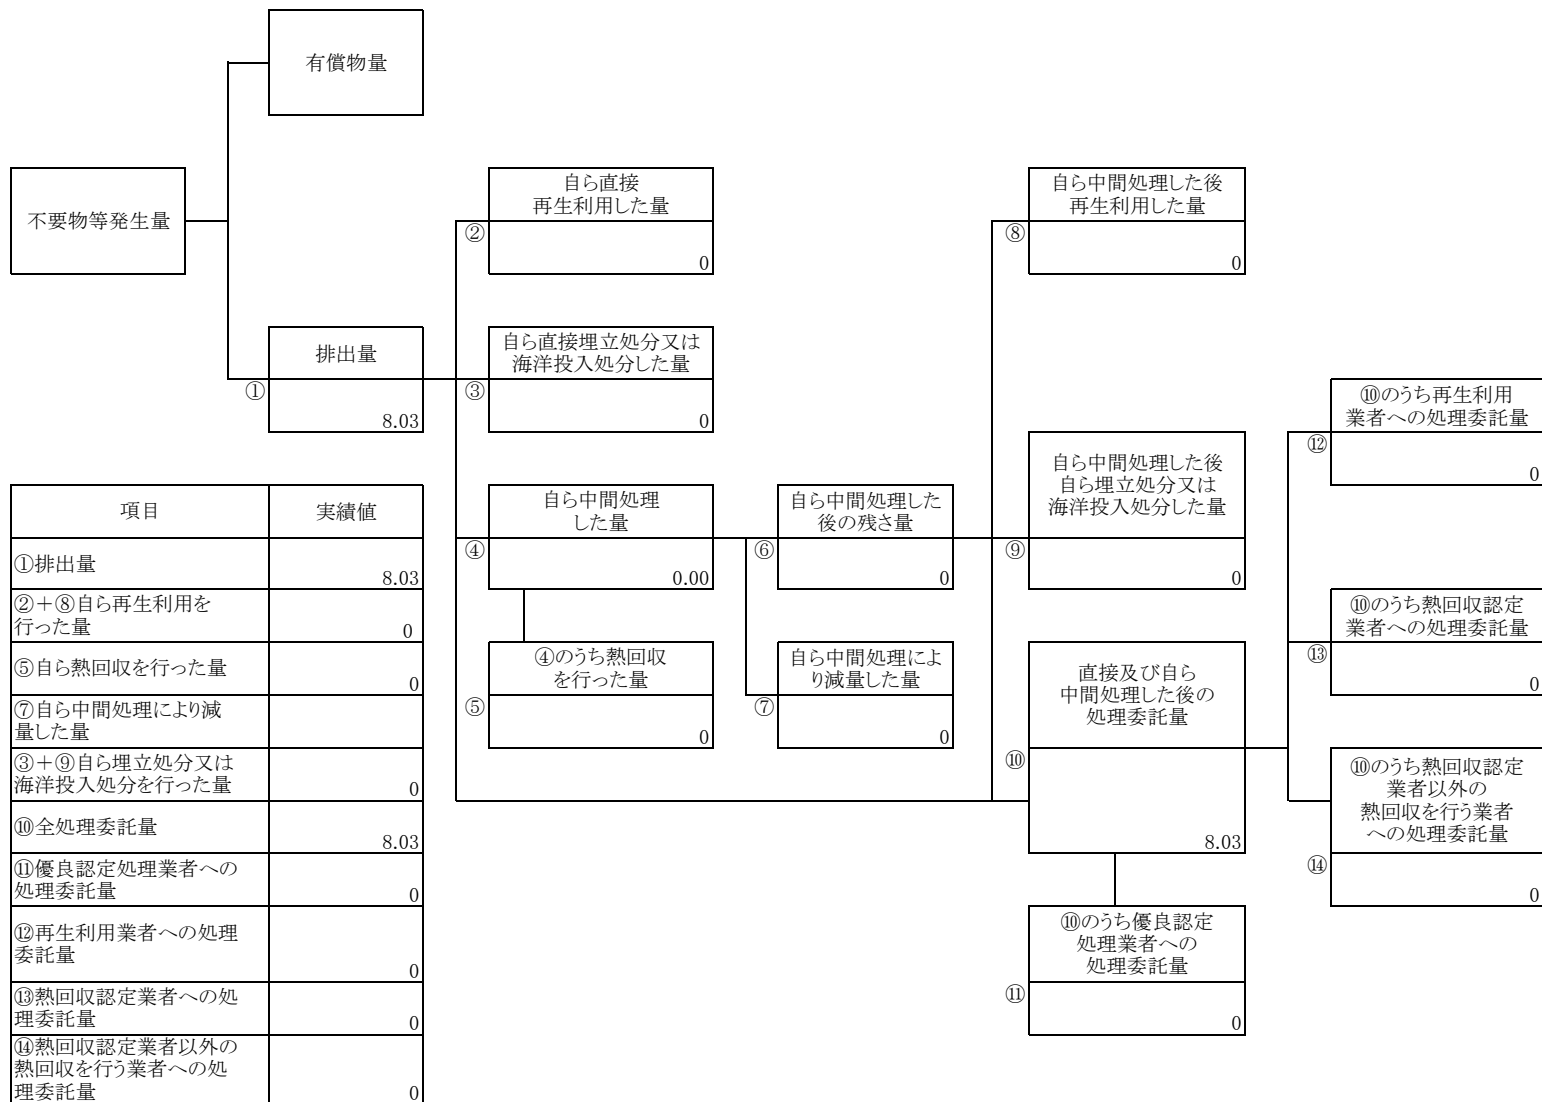 有償物量
不要物等発生量
排出量
①
8.03
自ら直接
再生利用した量
②
0
自ら直接埋立処分又は
海洋投入処分した量
③
0
自ら中間処理
した量
④
0.00
④のうち熱回収
を行った量
⑤
0
自ら中間処理した
後の残さ量
⑥
0
自ら中間処理によ
り減量した量
⑦
0
自ら中間処理した後
再生利用した量
⑧
0
自ら中間処理した後
自ら埋立処分又は
海洋投入処分した量
⑨
0
直接及び自ら
中間処理した後の
処理委託量
⑩
8.03
⑩のうち優良認定
処理業者への
処理委託量
⑪
0
⑩のうち再生利用
業者への処理委託量
⑫
0
⑩のうち熱回収認定
業者への処理委託量
⑬
0
⑩のうち熱回収認定
業者以外の
熱回収を行う業者
への処理委託量
⑭
0
項目 実績値
①排出量
8.03
②＋⑧自ら再生利用を
行った量
0
⑤自ら熱回収を行った量
0
⑦自ら中間処理により減
量した量
③＋⑨自ら埋立処分又は
海洋投入処分を行った量
0
⑩全処理委託量
8.03
⑪優良認定処理業者への
処理委託量
0
⑫再生利用業者への処理
委託量
0
⑬熱回収認定業者への処
理委託量
0
⑭熱回収認定業者以外の
熱回収を行う業者への処
理委託量
0